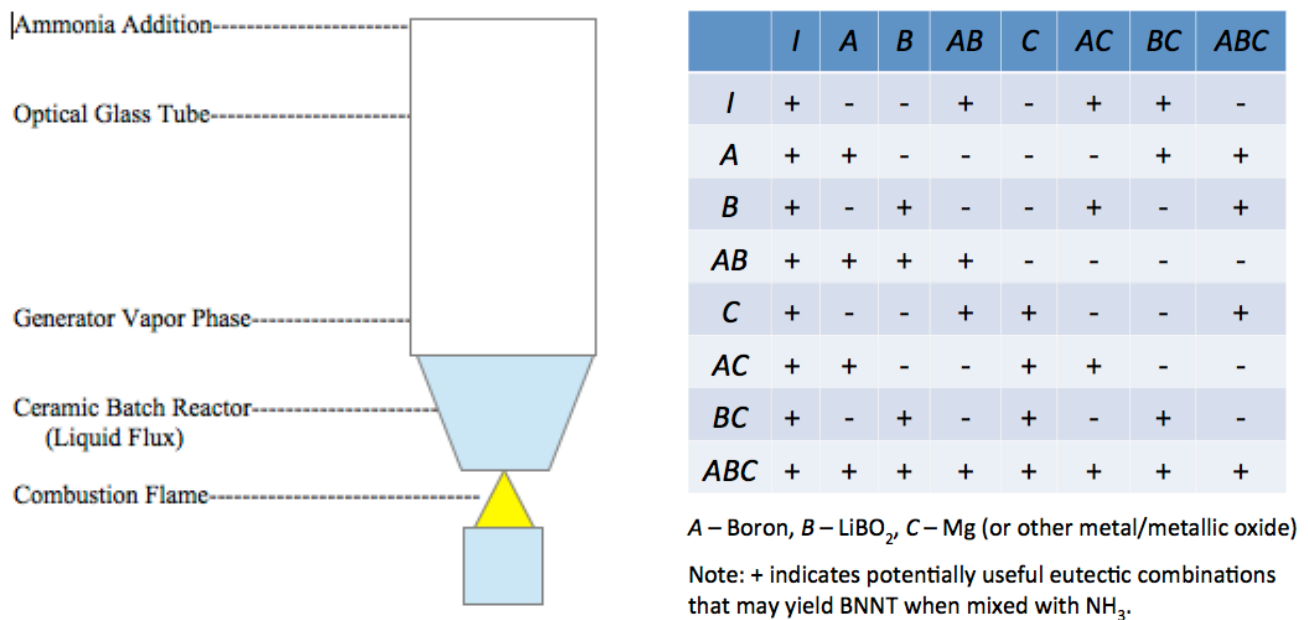 Ammonia Addition
Optical Glass Tube
Generator Vapor Phase
Ceramic Batch Reactor
(Liquid Flux)
Combustion Flame
I A B AB C AC BC ABC
I + - - + - + + -
A + + - - - - + +
B + - + - - + - +
AB + + + + - - - -
C + - - + + - - +
AC + + - - + + - -
BC + - + - + - + -
ABC + + + + + + + +
A – Boron, B – LiBO₂, C – Mg (or other metal/metallic oxide)
Note: + indicates potentially useful eutectic combinations
that may yield BNNT when mixed with NH₃.